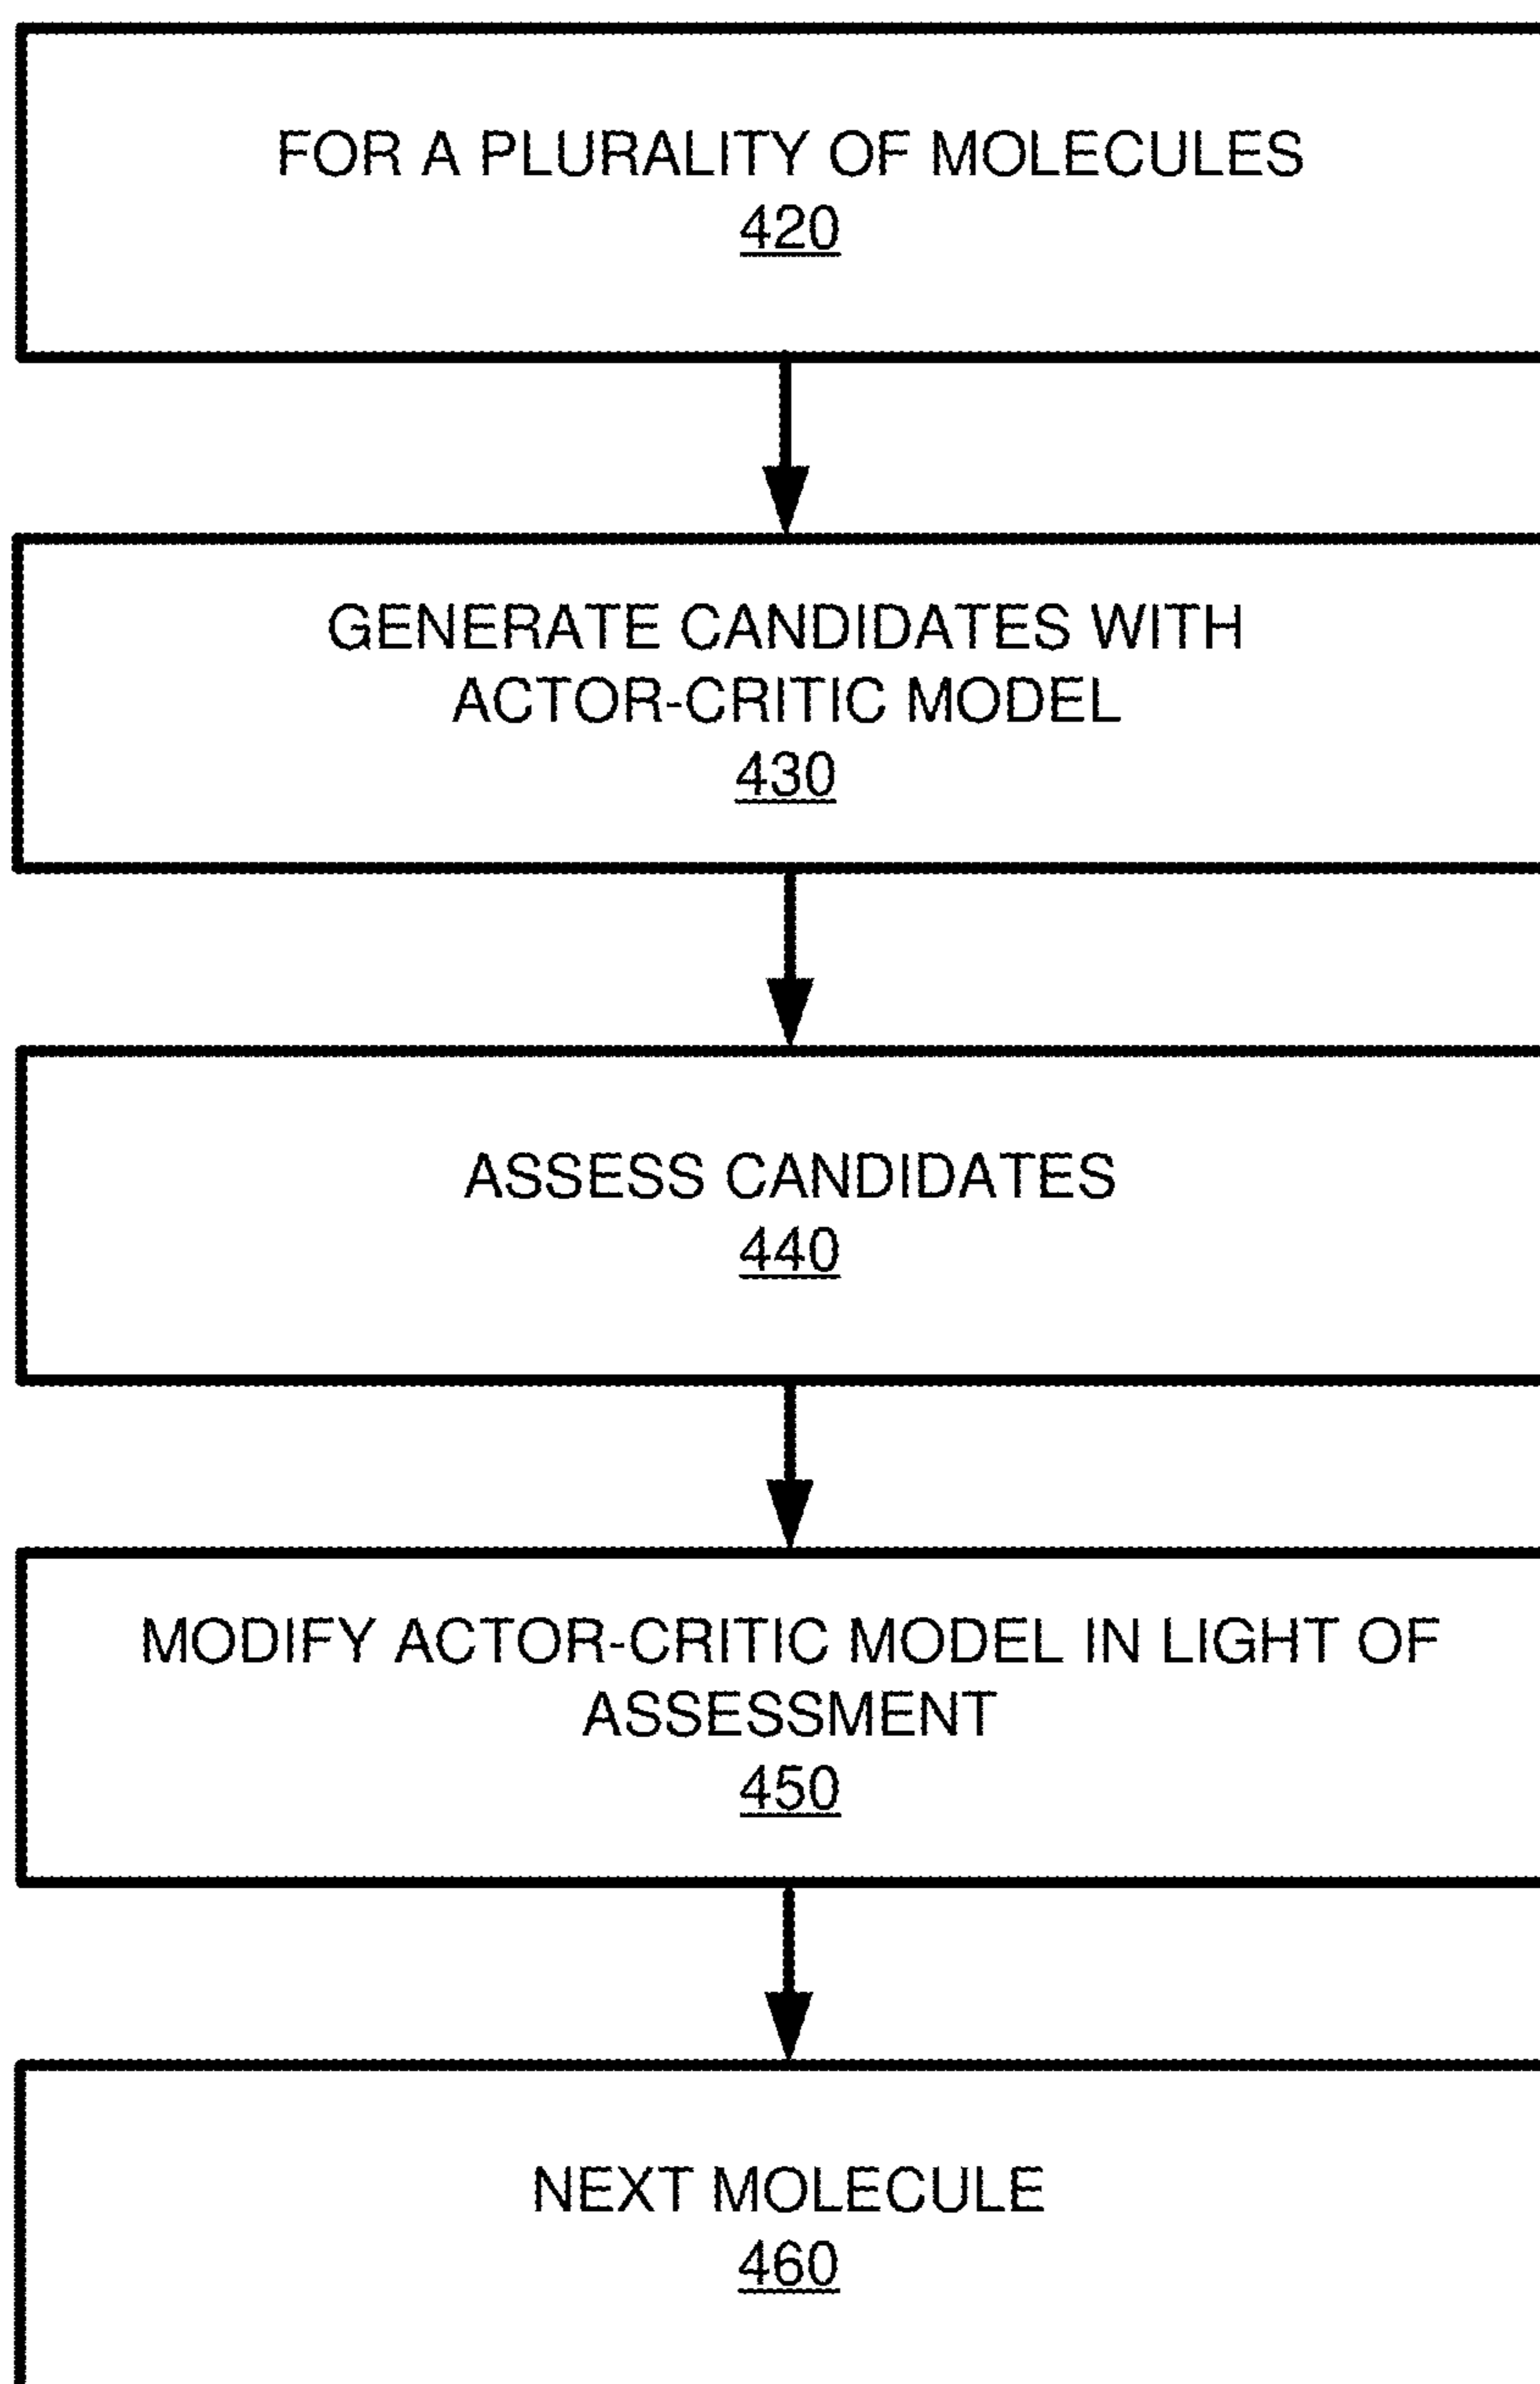 FOR A PLURALITY OF MOLECULES
420
GENERATE CANDIDATES WITH
ACTOR-CRITIC MODEL
430
ASSESS CANDIDATES
440
MODIFY ACTOR-CRITIC MODEL IN LIGHT OF
ASSESSMENT
450
NEXT MOLECULE
460